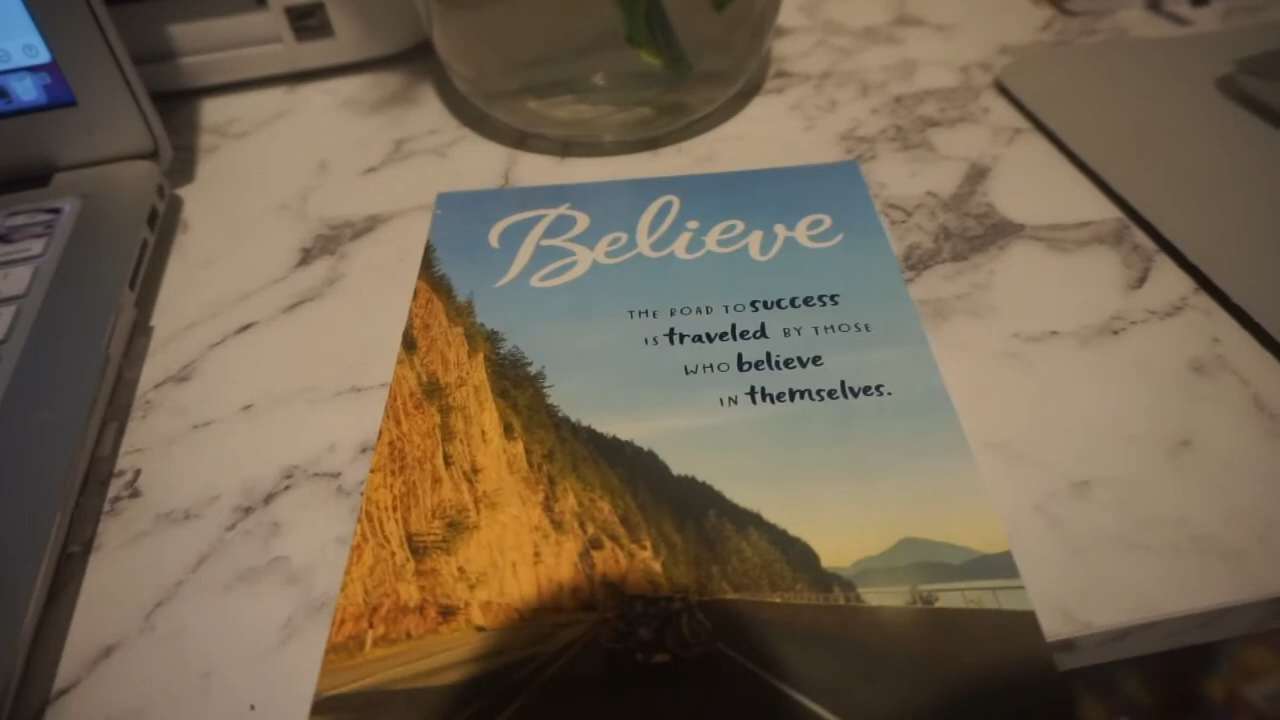 Believe
THE ROAD TO success
IS traveled BY THOSE
WHO believe
IN themselves.